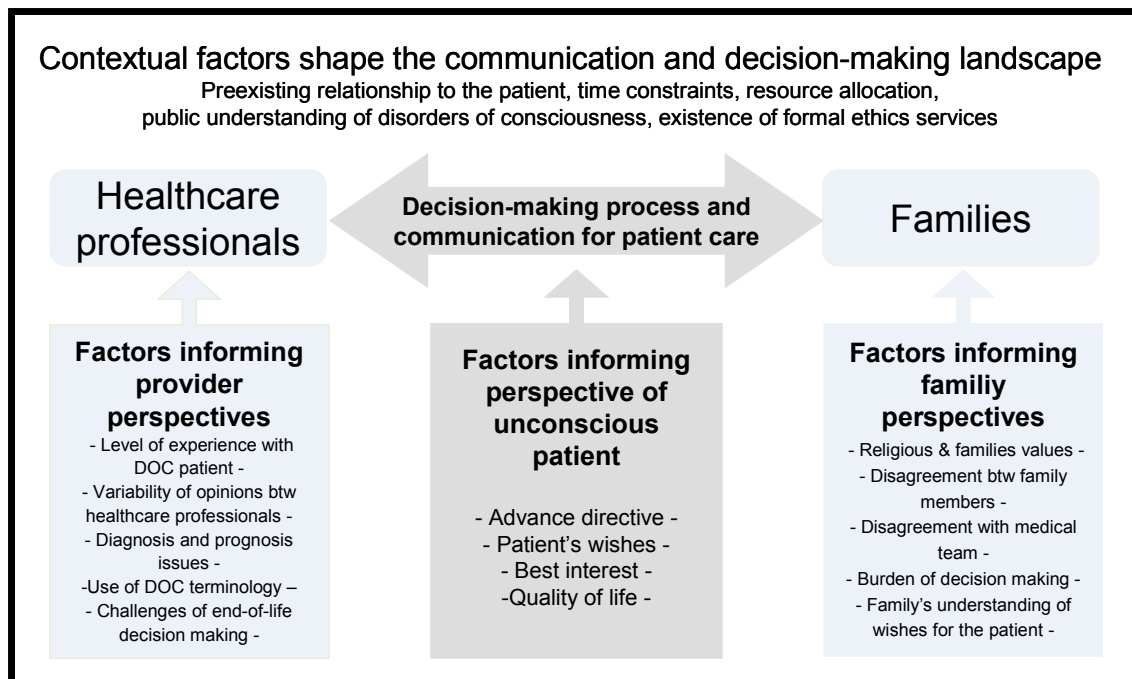 Contextual factors shape the communication and decision-making landscape
Preexisting relationship to the patient, time constraints, resource allocation,
public understanding of disorders of consciousness, existence of formal ethics services
Healthcare
professionals
Decision-making process and
communication for patient care
Families
Factors informing
provider
perspectives
- Level of experience with
DOC patient -
- Variability of opinions btw
healthcare professionals -
- Diagnosis and prognosis
issues -
-Use of DOC terminology –
- Challenges of end-of-life
decision making -
Factors informing
perspective of
unconscious
patient
- Advance directive -
- Patient's wishes -
- Best interest -
-Quality of life -
Factors informing
familiy
perspectives
- Religious & families values -
- Disagreement btw family
members -
- Disagreement with medical
team -
- Burden of decision making -
- Family's understanding of
wishes for the patient -